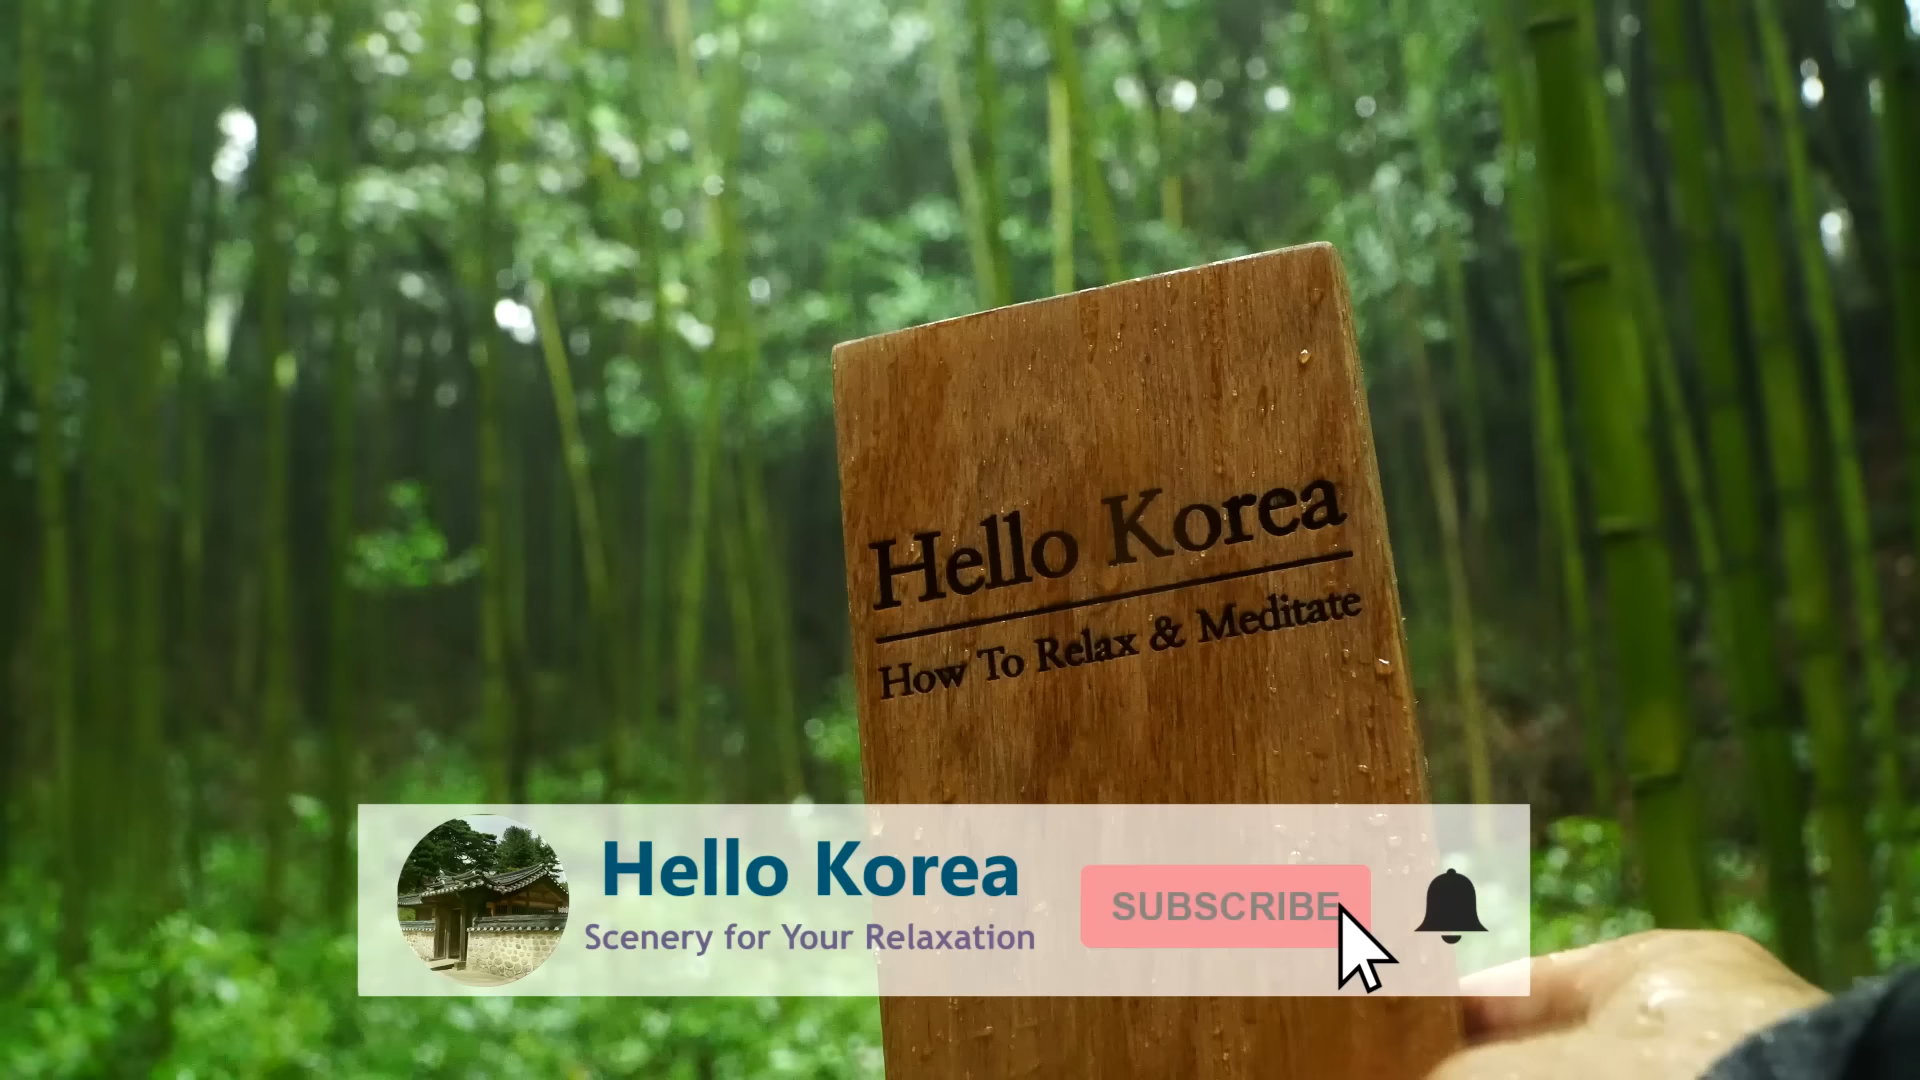 Hello Korea
How To Relax & Meditate
Hello Korea
Scenery for Your Relaxation
SUBSCRIBE